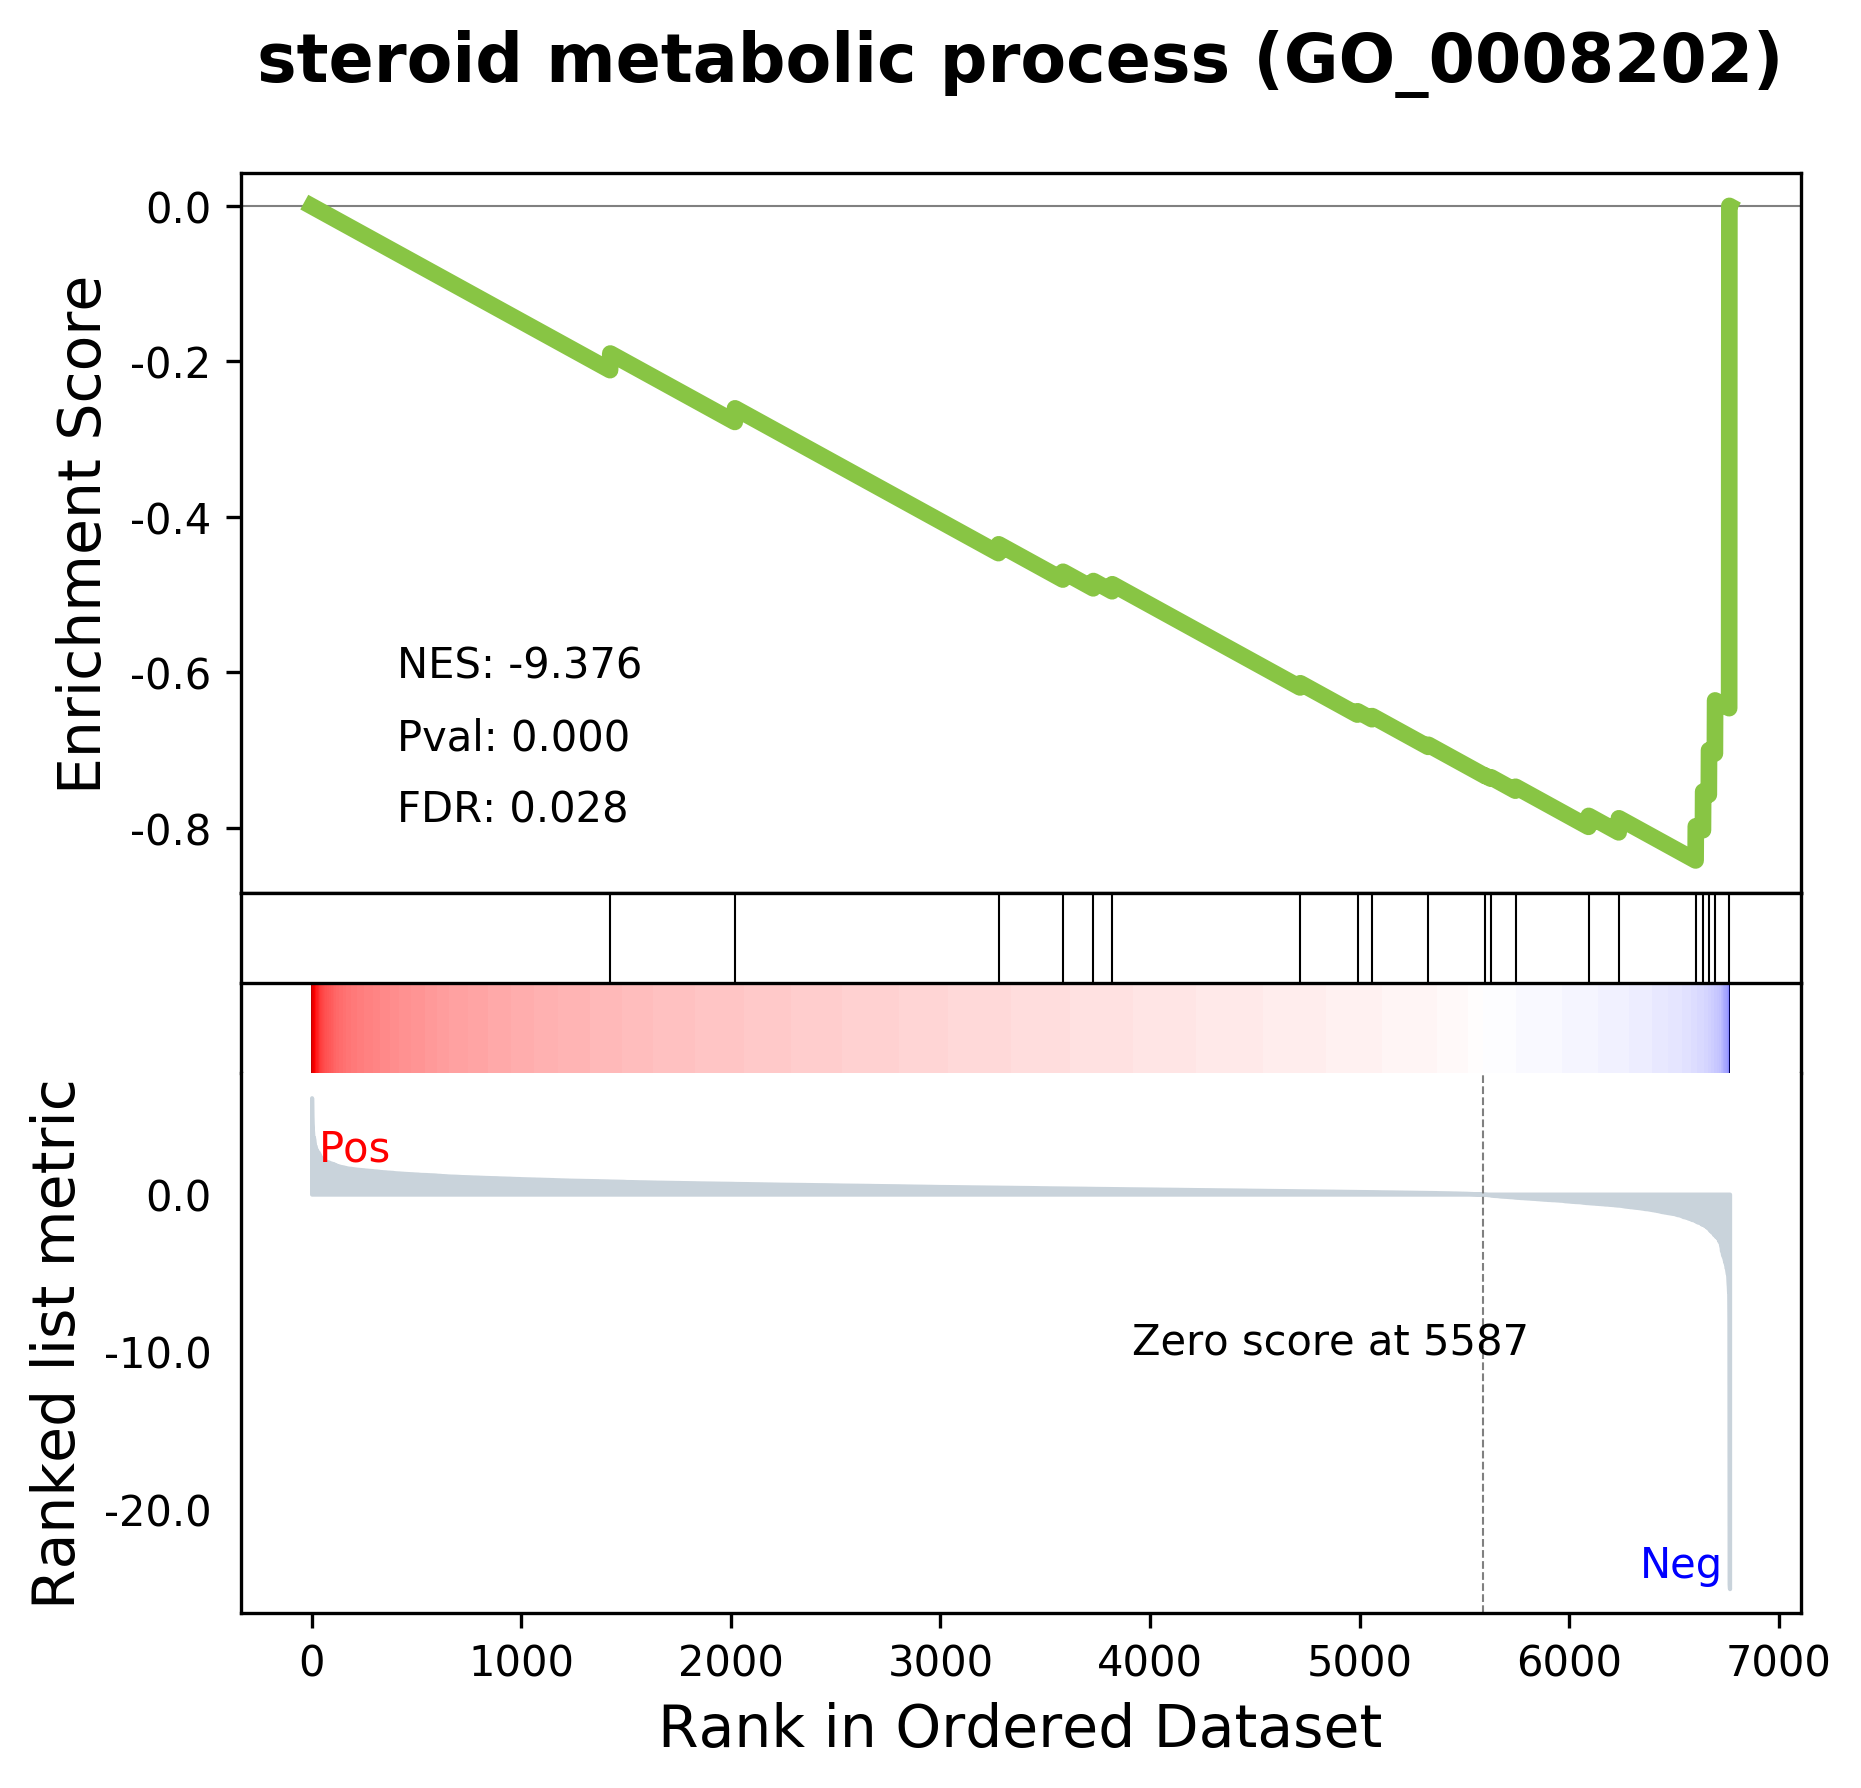 steroid metabolic process (GO_0008202)
Enrichment Score
0.0
-0.2
-0.4
-0.6
-0.8
NES: -9.376
Pval: 0.000
FDR: 0.028
Ranked list metric
Pos
0.0
-10.0
-20.0
Zero score at 5587
Neg
0 1000 2000 3000 4000 5000 6000 7000
Rank in Ordered Dataset